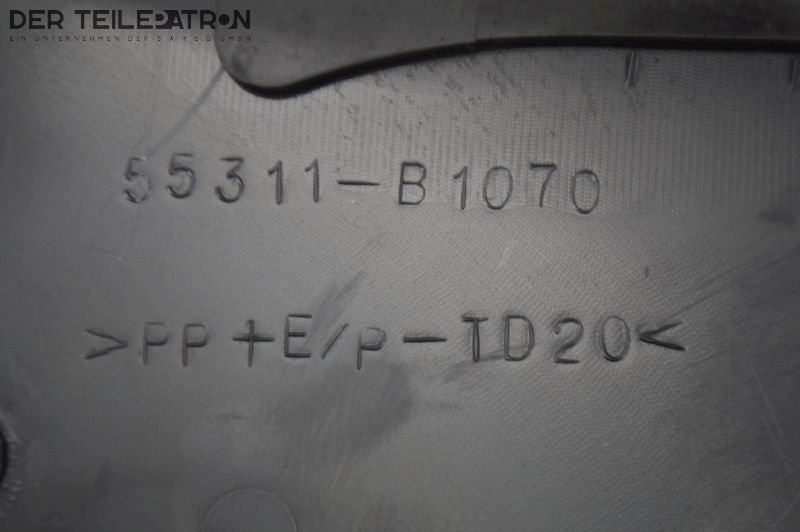 DER TEILEPATRON
EIN UNTERNEHMEN DER S A Y E D GMBH
55311-B1070
>PP+E/P-TD20<